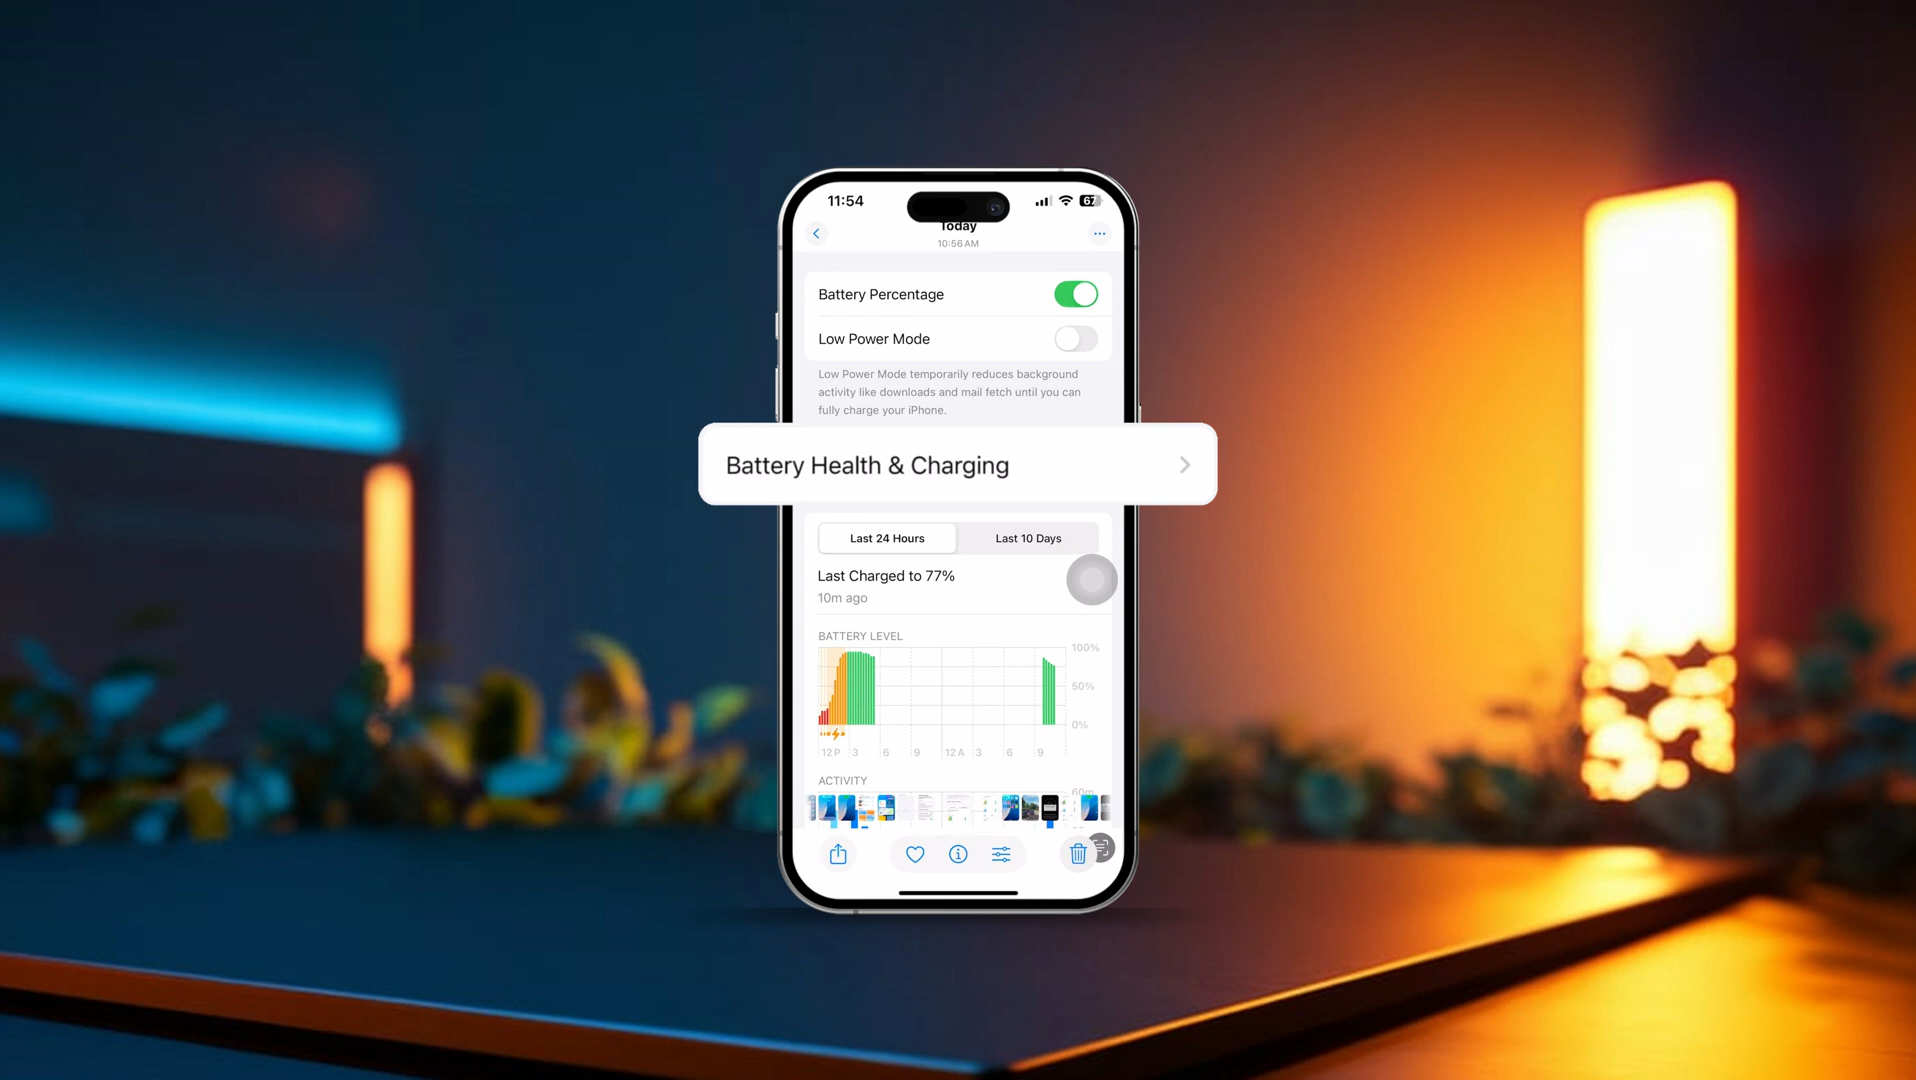 11:54
67
Today
10:56 AM
Battery Percentage
Low Power Mode
Low Power Mode temporarily reduces background
activity like downloads and mail fetch until you can
fully charge your iPhone.
Battery Health & Charging
Last 24 Hours
Last 10 Days
Last Charged to 77%
10m ago
BATTERY LEVEL
100%
50%
0%
12 P 3 6 9 12 A 3 6 9
ACTIVITY
60m